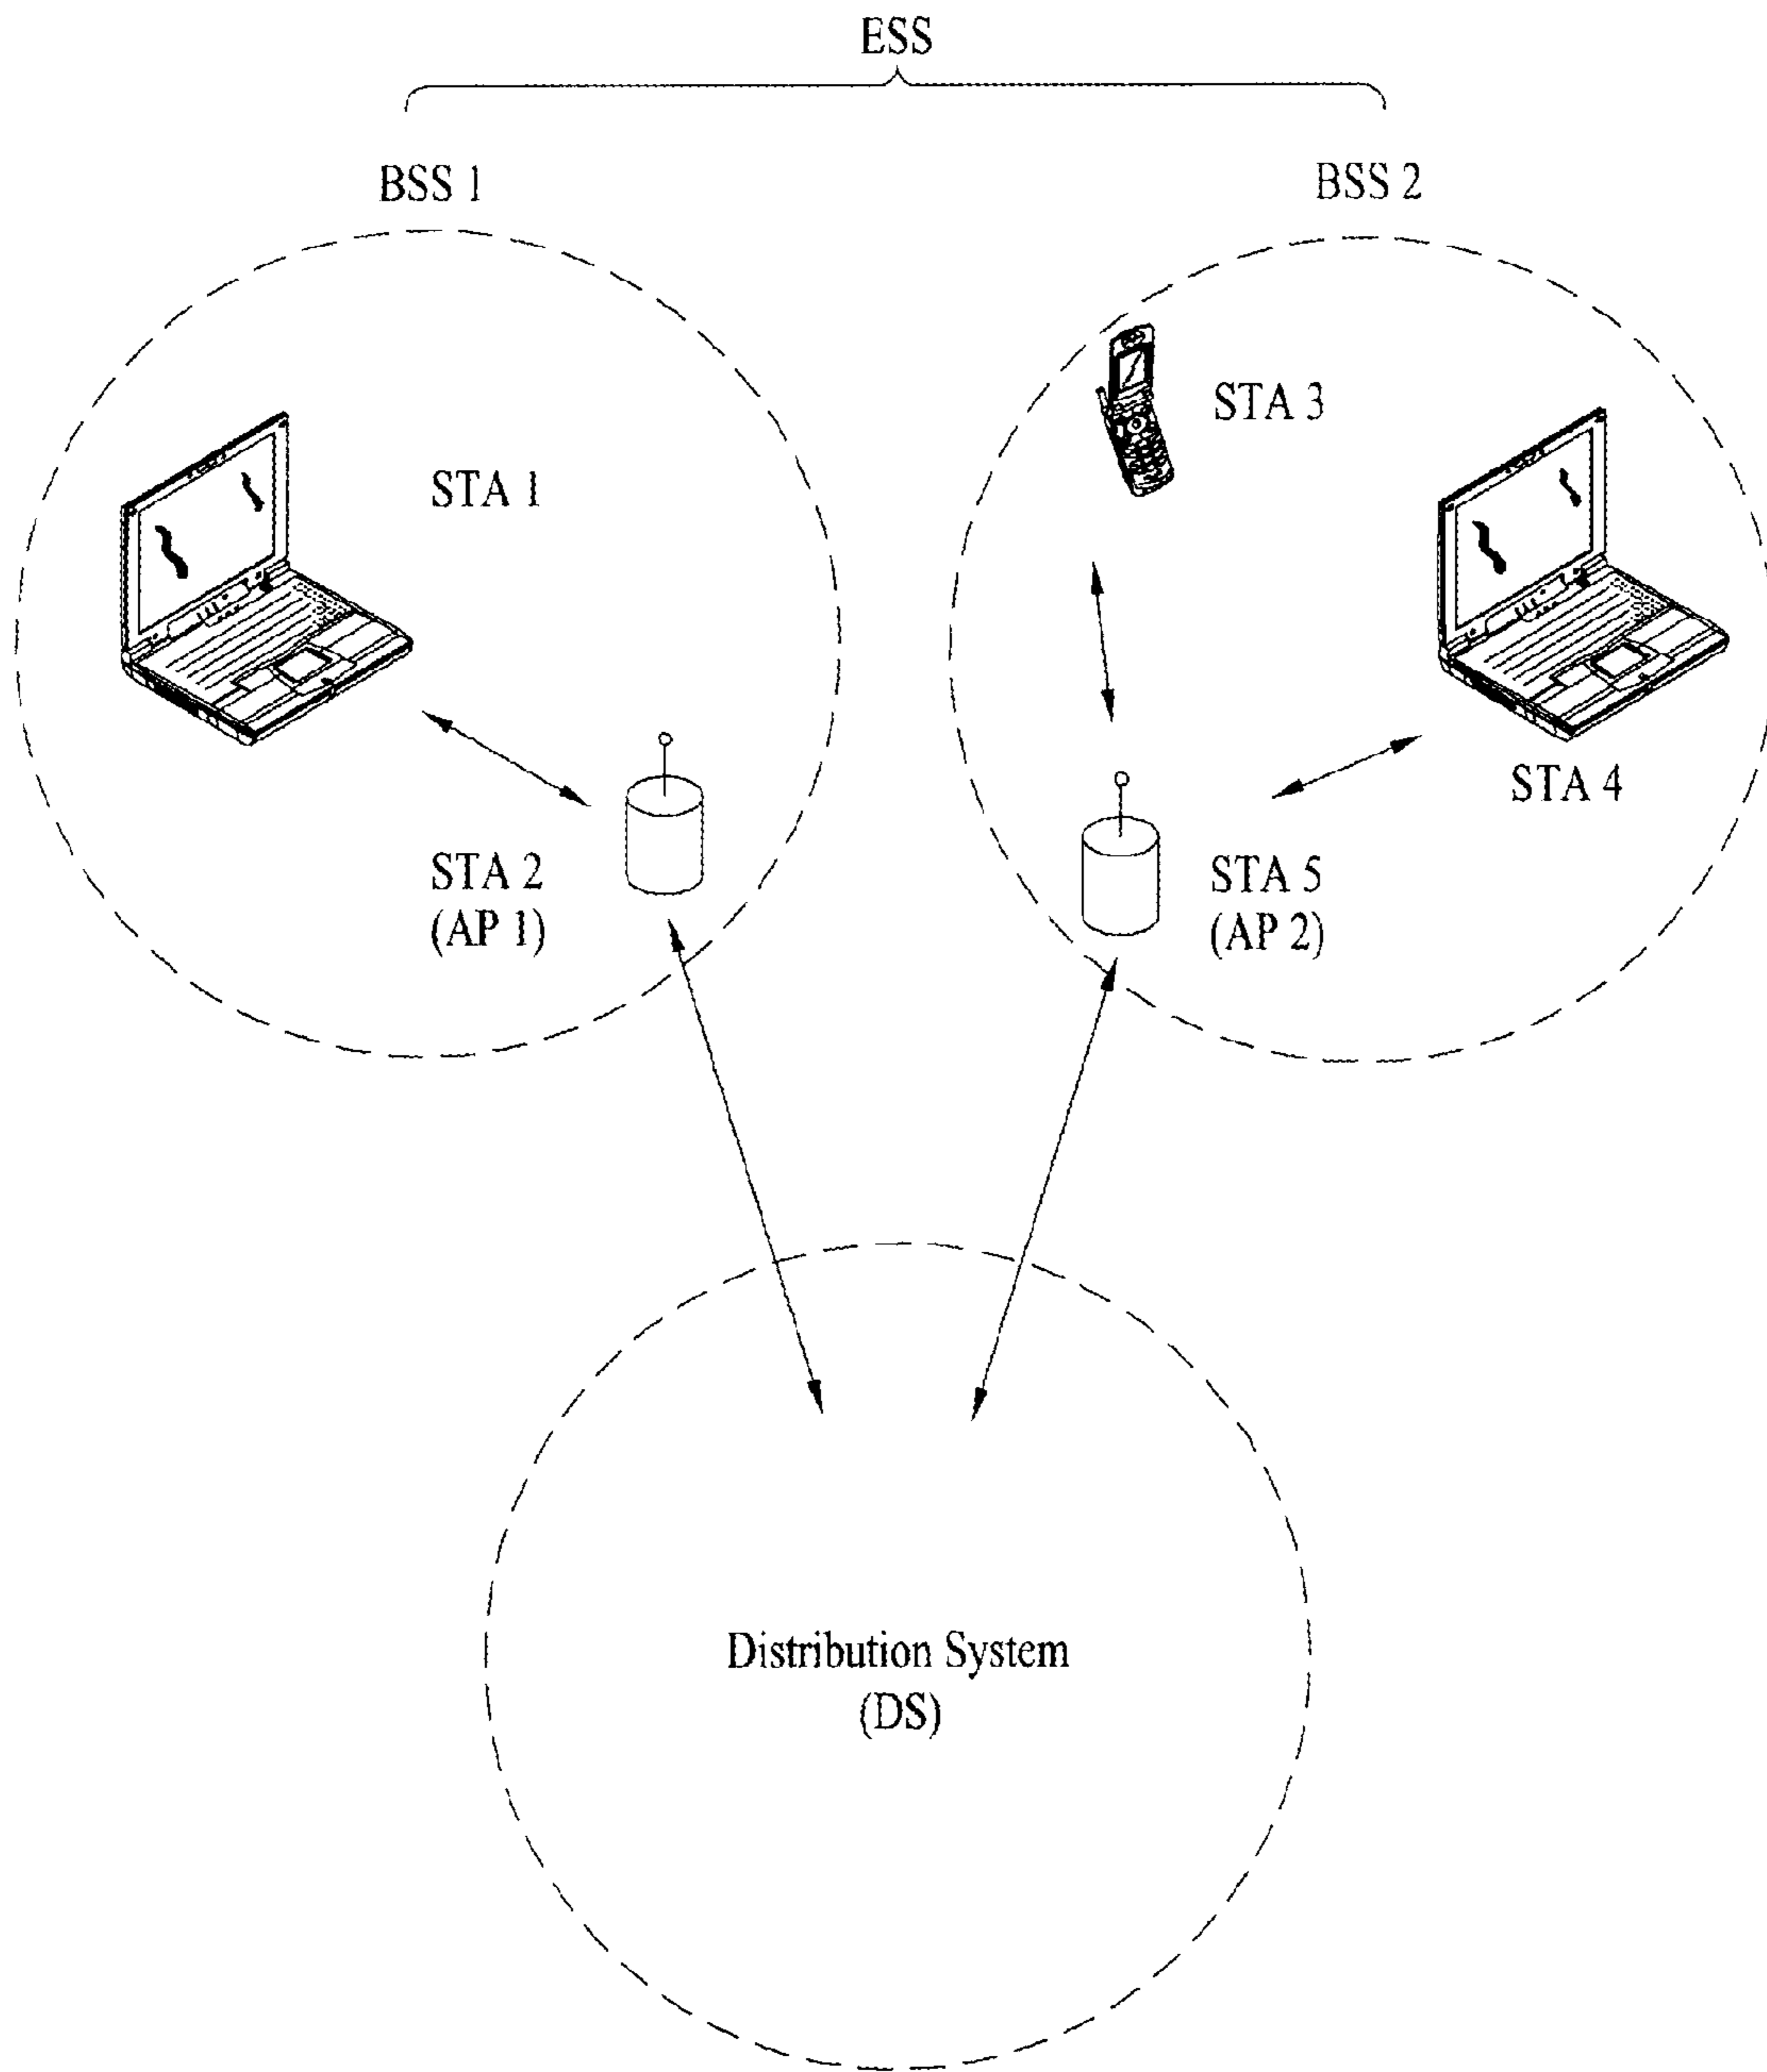 ESS
BSS 1
BSS 2
STA 3
STA 1
STA 4
STA 2
(AP 1)
STA 5
(AP 2)
Distribution System
(DS)